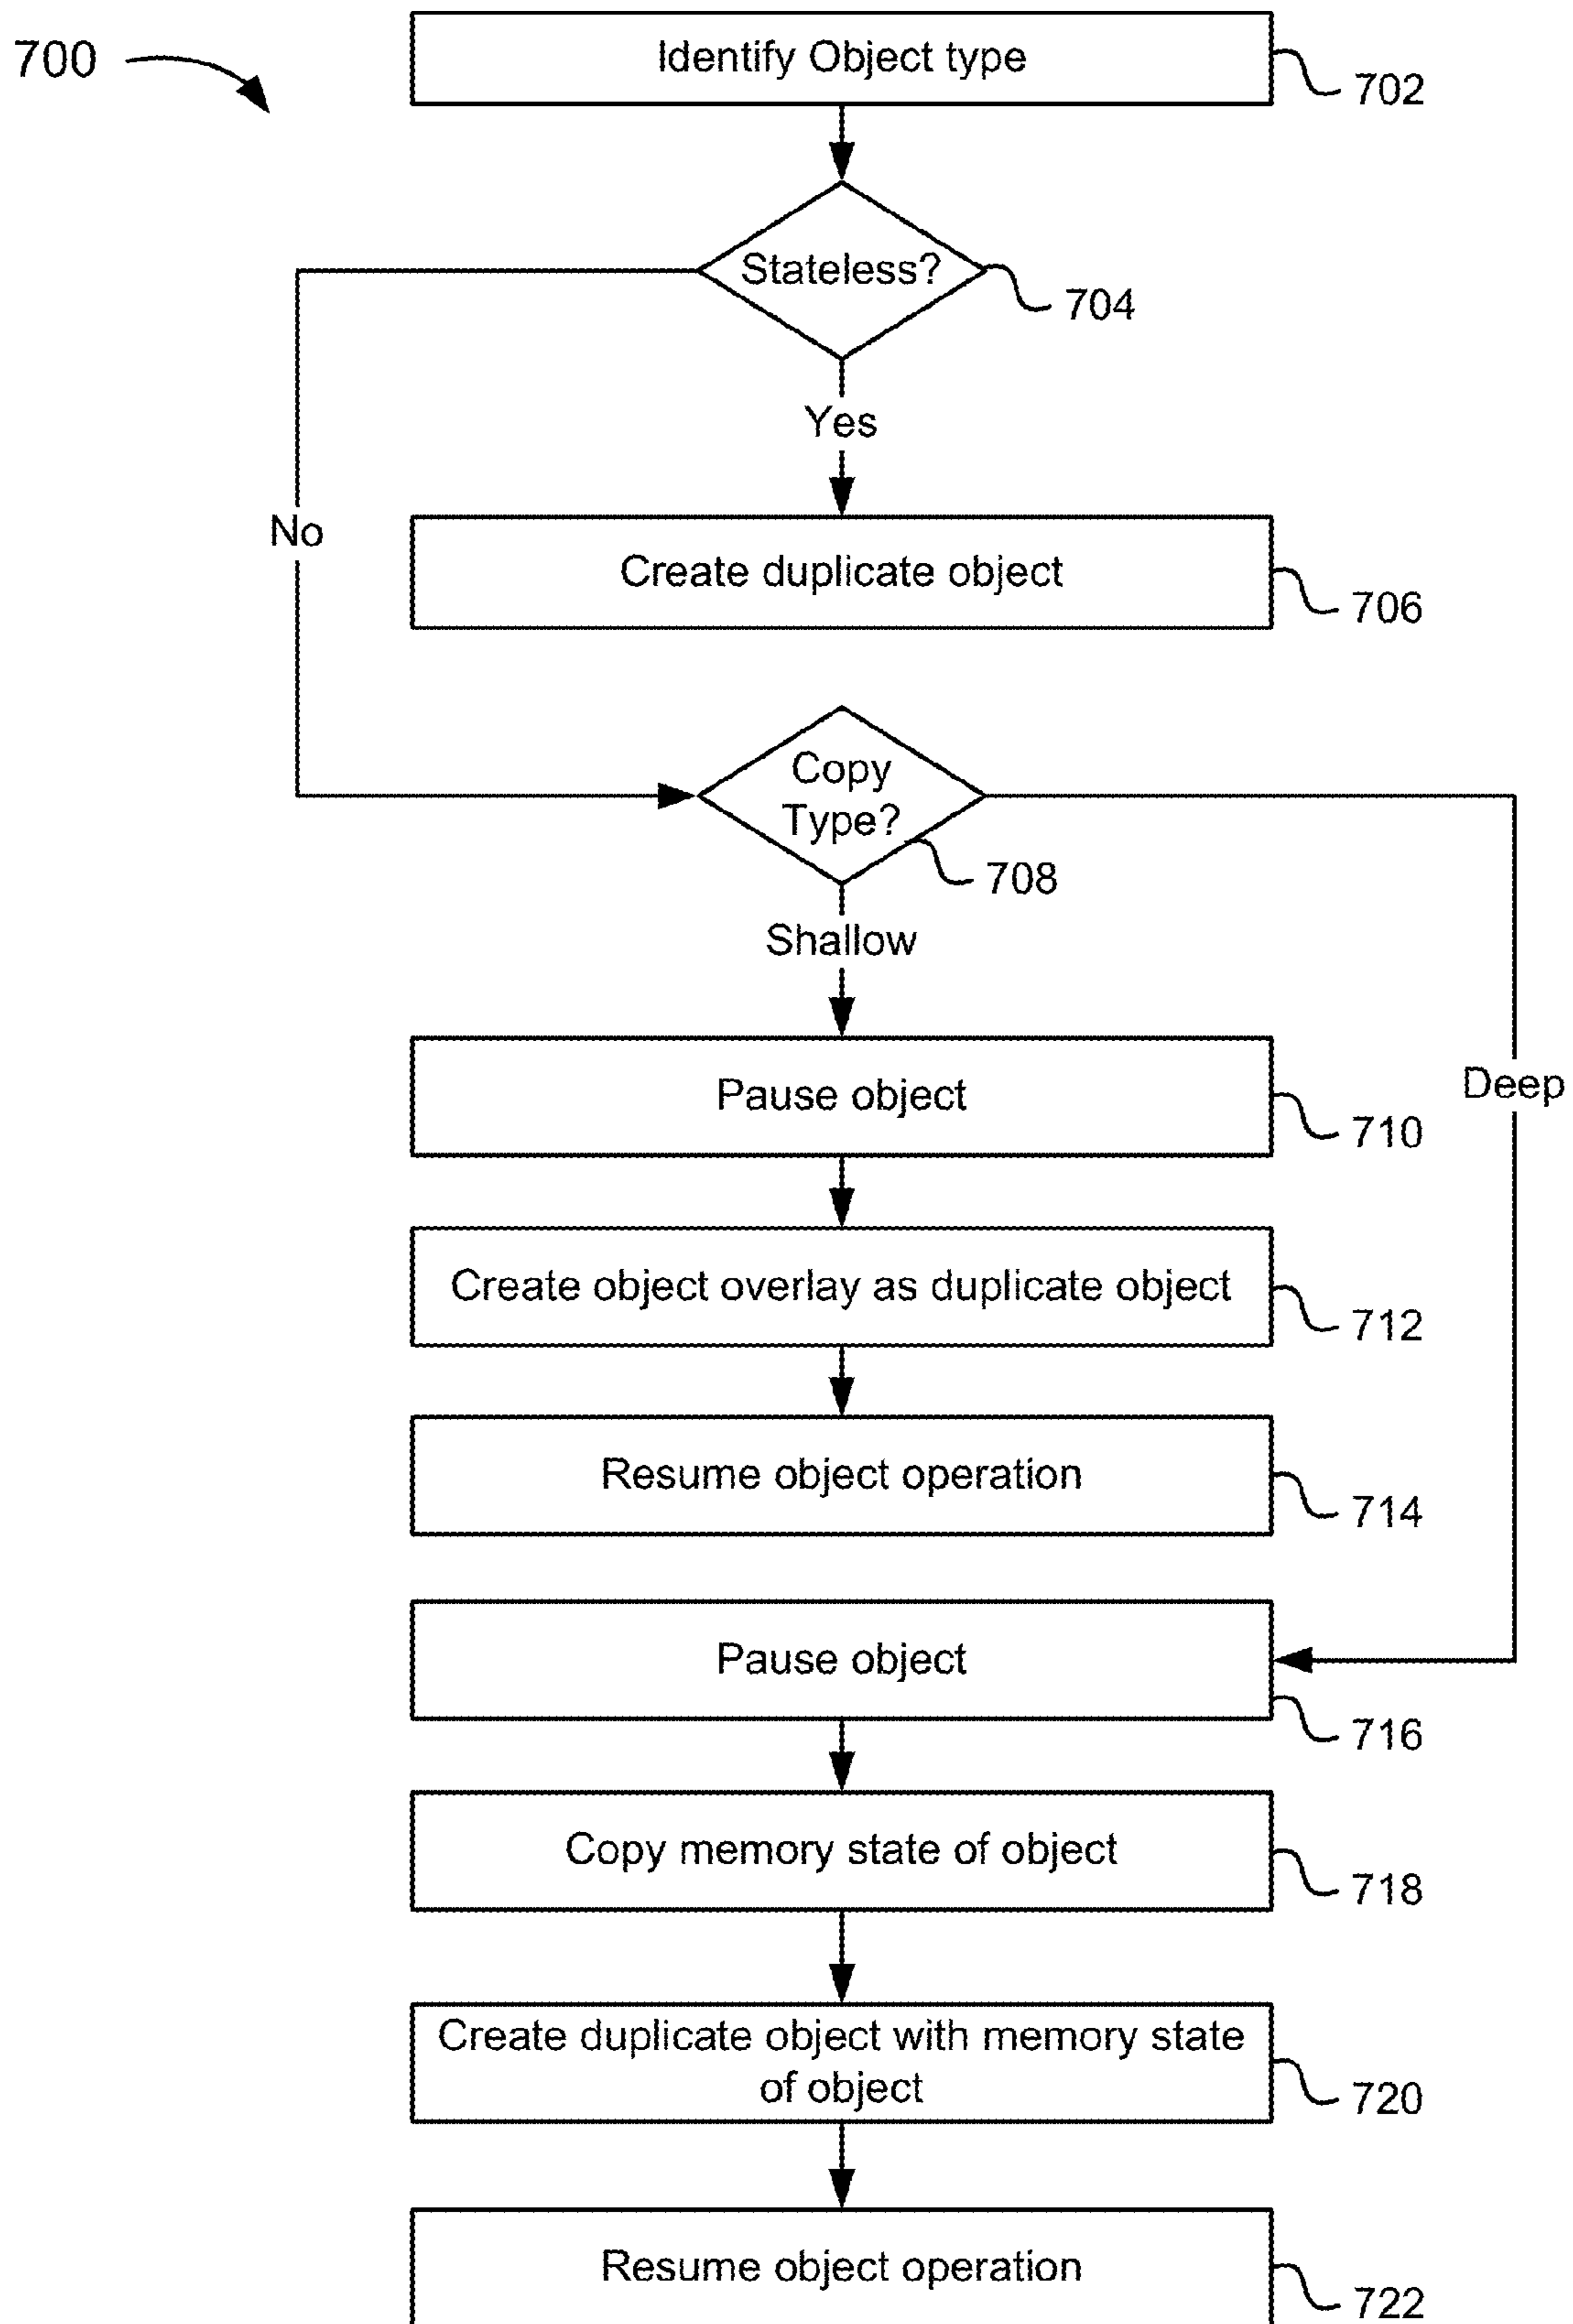 700
Identify Object type
702
Stateless?
704
Yes
No
Create duplicate object
706
Copy
Type?
708
Shallow
Pause object
710
Deep
Create object overlay as duplicate object
712
Resume object operation
714
Pause object
716
Copy memory state of object
718
Create duplicate object with memory state
of object
720
Resume object operation
722